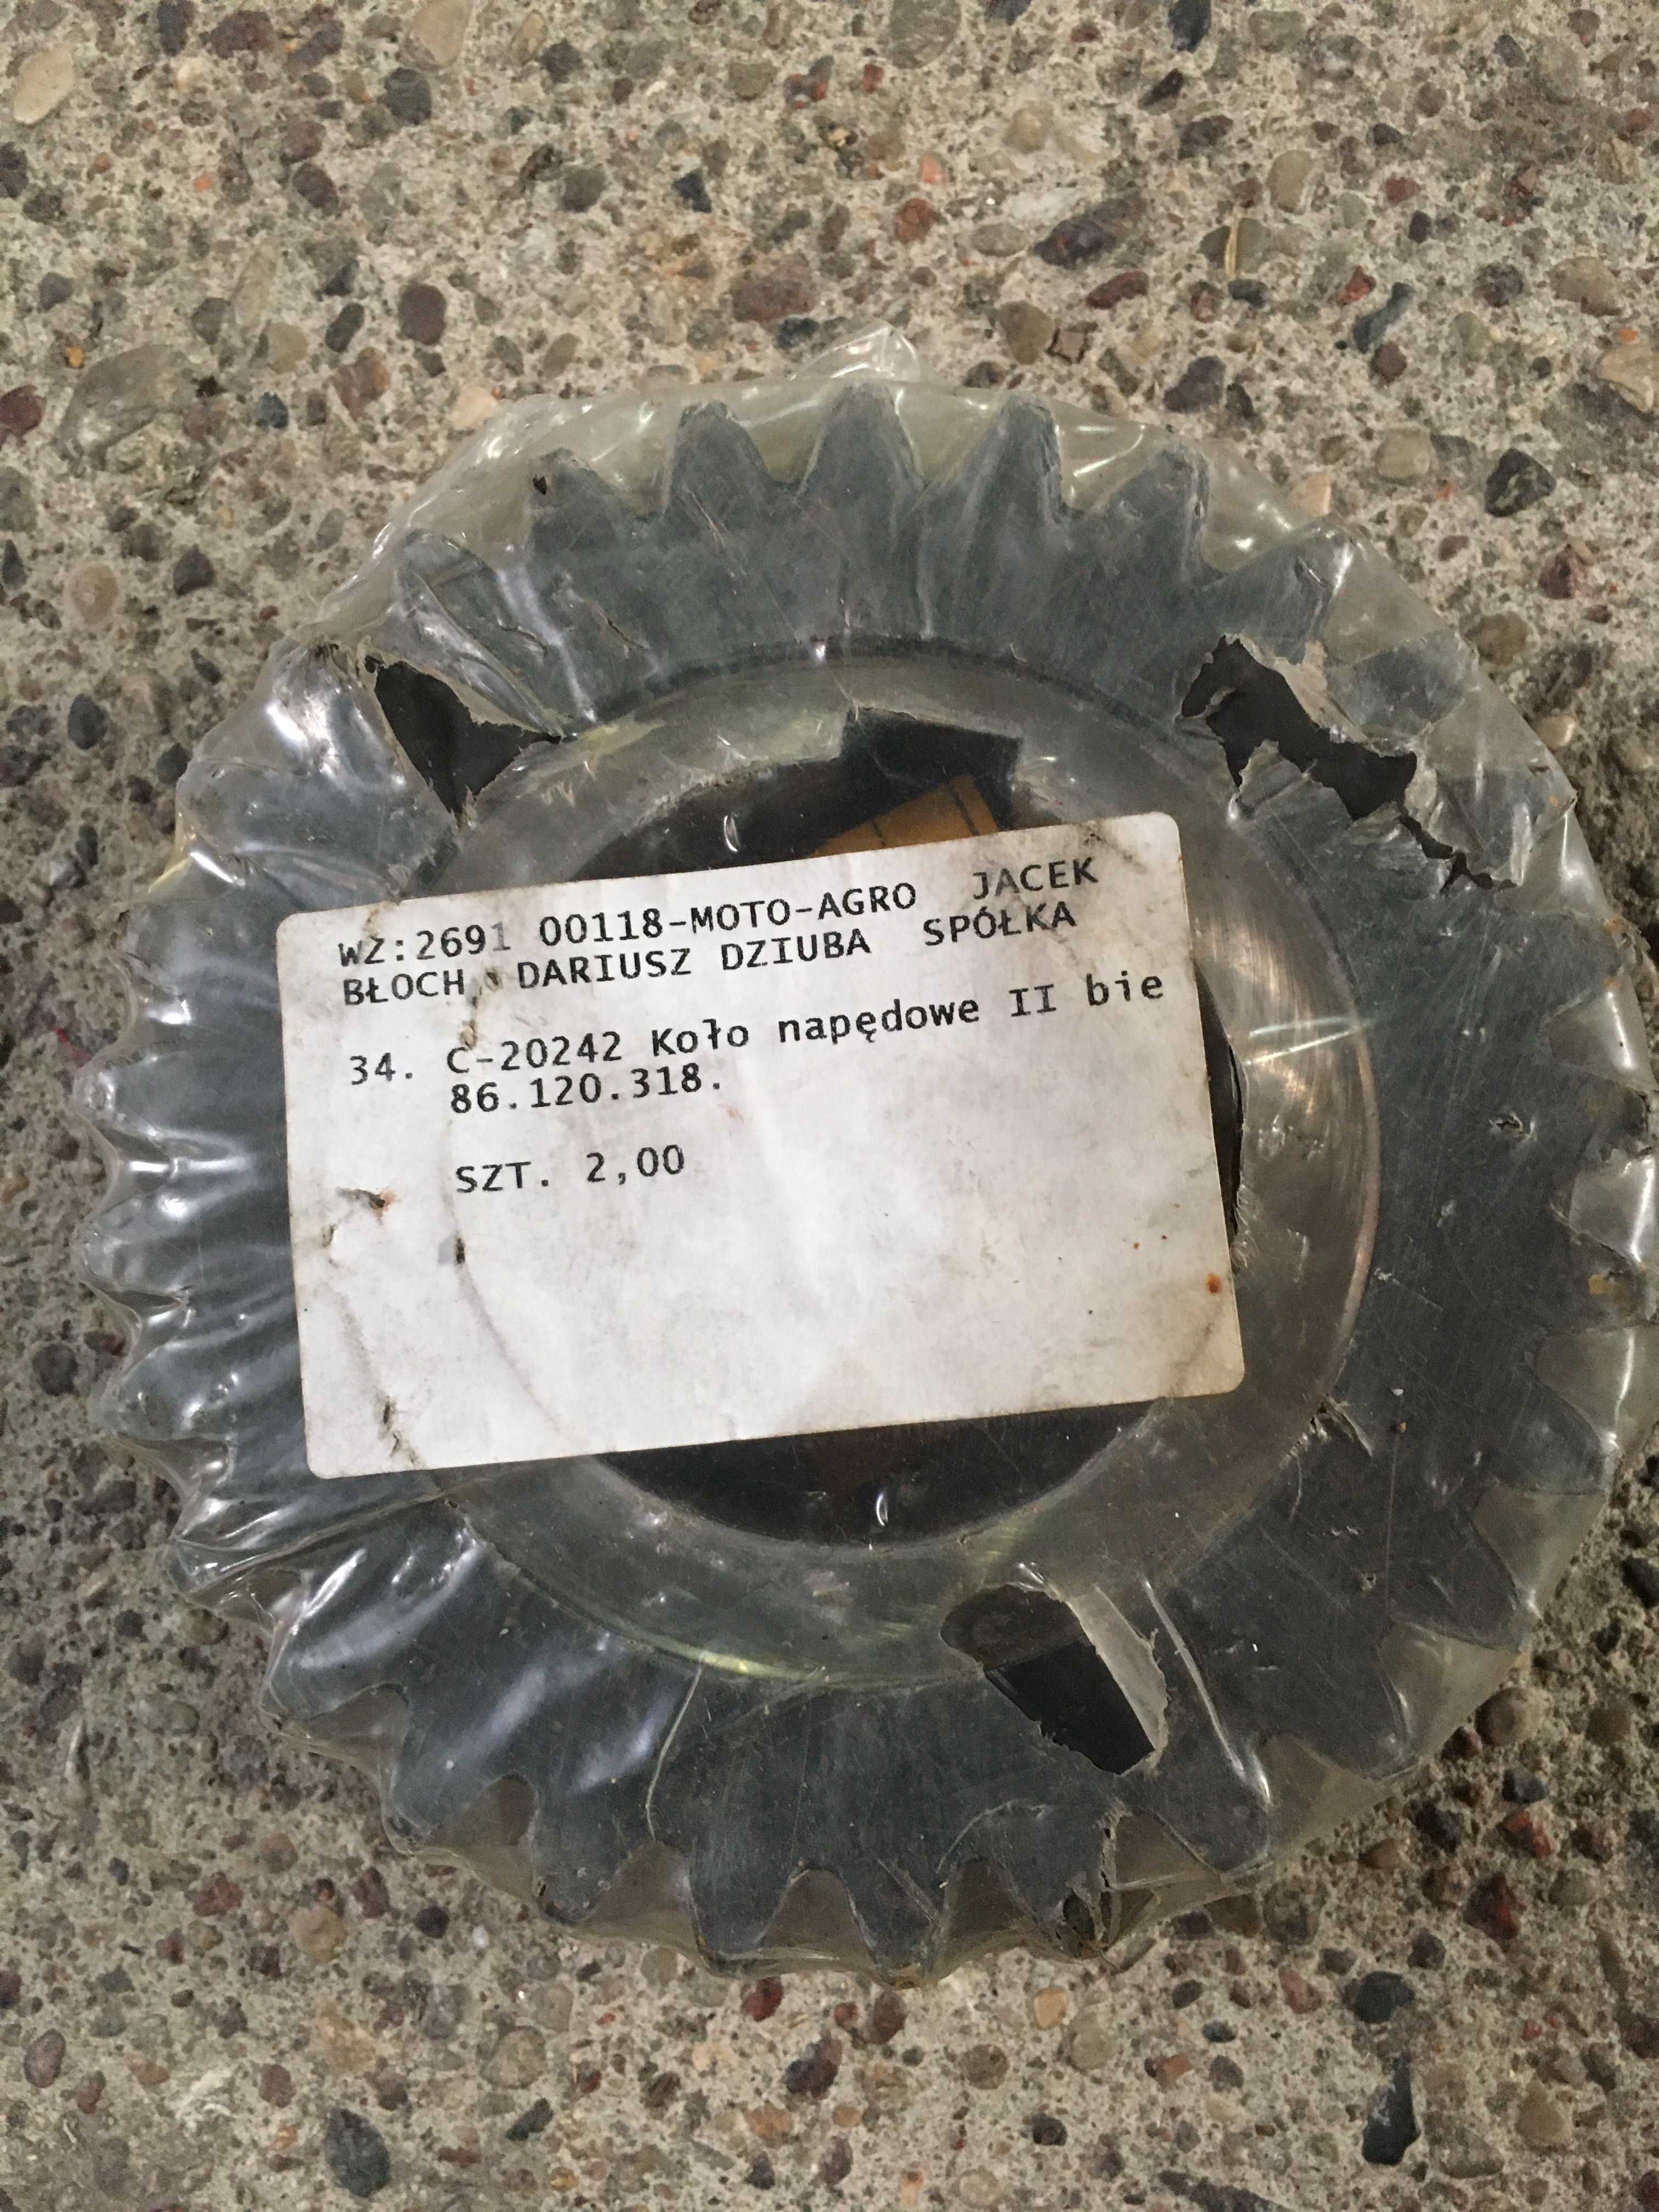 WZ:2691 00118-MOTO-AGRO JACEK
BŁOCH, DARIUSZ DZIUBA SPÓŁKA
34. C-20242 Koło napędowe II bie
86.120.318.
SZT. 2,00